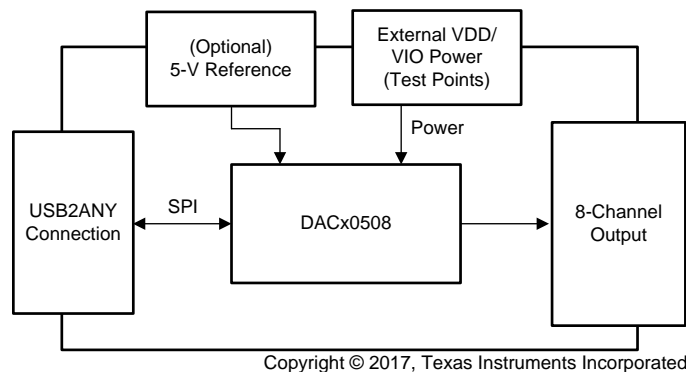 (Optional)
5-V Reference
External VDD/
VIO Power
(Test Points)
Power
USB2ANY
Connection
SPI
DACx0508
8-Channel
Output
Copyright © 2017, Texas Instruments Incorporated